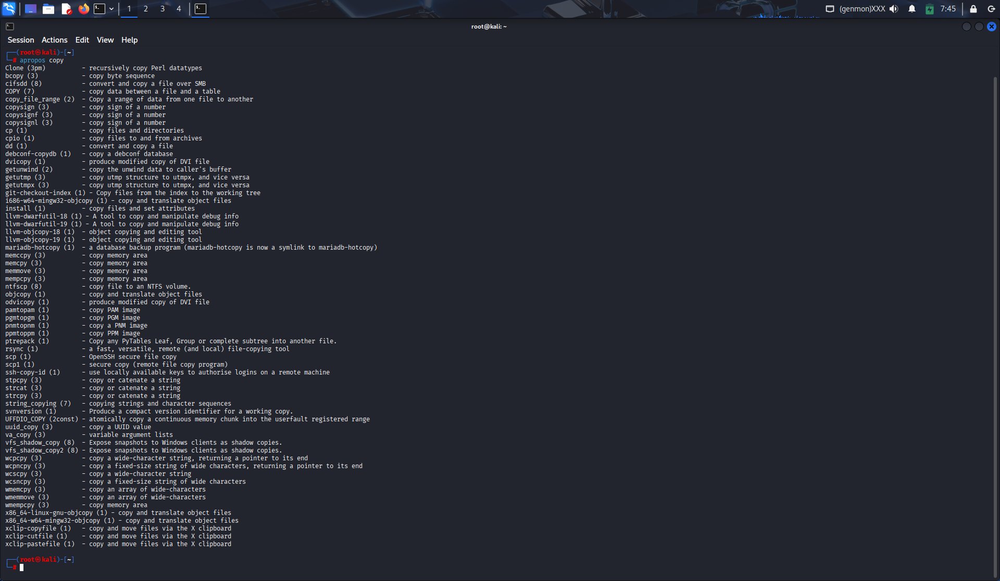 1 2 3 4 (genmon)XXX 7:45
root@kali: ~
Session Actions Edit View Help
┌──(root㉿kali)-[~]
└─# apropos copy
Clone (3pm)          - recursively copy Perl datatypes
bcopy (3)            - copy byte sequence
cifsdd (8)           - convert and copy a file over SMB
COPY (7)             - copy data between a file and a table
copy_file_range (2)  - Copy a range of data from one file to another
copysign (3)         - copy sign of a number
copysignf (3)        - copy sign of a number
copysignl (3)        - copy sign of a number
cp (1)               - copy files and directories
cpio (1)             - copy files to and from archives
dd (1)               - convert and copy a file
debconf-copydb (1)   - copy a debconf database
dvicopy (1)          - produce modified copy of DVI file
getunwind (2)        - copy the unwind data to caller's buffer
getutmp (3)          - copy utmp structure to utmpx, and vice versa
getutmpx (3)         - copy utmp structure to utmpx, and vice versa
git-checkout-index (1) - Copy files from the index to the working tree
i686-w64-mingw32-objcopy (1) - copy and translate object files
install (1)          - copy files and set attributes
llvm-dwarfutil-18 (1) - A tool to copy and manipulate debug info
llvm-dwarfutil-19 (1) - A tool to copy and manipulate debug info
llvm-objcopy-18 (1)  - object copying and editing tool
llvm-objcopy-19 (1)  - object copying and editing tool
mariadb-hotcopy (1)  - a database backup program (mariadb-hotcopy is now a symlink to mariadb-hotcopy)
memccpy (3)          - copy memory area
memcpy (3)           - copy memory area
memmove (3)          - copy memory area
mempcpy (3)          - copy memory area
ntfscp (8)           - copy file to an NTFS volume.
objcopy (1)          - copy and translate object files
odvicopy (1)         - produce modified copy of DVI file
pamtopam (1)         - copy PAM image
pgmtopgm (1)         - copy PGM image
pnmtopnm (1)         - copy a PNM image
ppmtoppm (1)         - copy PPM image
ptrepack (1)         - Copy any PyTables Leaf, Group or complete subtree into another file.
rsync (1)            - a fast, versatile, remote (and local) file-copying tool
scp (1)              - OpenSSH secure file copy
scp1 (1)             - secure copy (remote file copy program)
ssh-copy-id (1)      - use locally available keys to authorise logins on a remote machine
stpcpy (3)           - copy or catenate a string
strcat (3)           - copy or catenate a string
strcpy (3)           - copy or catenate a string
string_copying (7)   - copying strings and character sequences
svnversion (1)       - Produce a compact version identifier for a working copy.
UFFDIO_COPY (2const) - atomically copy a continuous memory chunk into the userfault registered range
uuid_copy (3)        - copy a UUID value
va_copy (3)          - variable argument lists
vfs_shadow_copy (8)  - Expose snapshots to Windows clients as shadow copies.
vfs_shadow_copy2 (8) - Expose snapshots to Windows clients as shadow copies.
wcpcpy (3)           - copy a wide-character string, returning a pointer to its end
wcpncpy (3)          - copy a fixed-size string of wide characters, returning a pointer to its end
wcscpy (3)           - copy a wide-character string
wcsncpy (3)          - copy a fixed-size string of wide characters
wmemcpy (3)          - copy an array of wide-characters
wmemmove (3)         - copy an array of wide-characters
wmempcpy (3)         - copy memory area
x86_64-linux-gnu-objcopy (1) - copy and translate object files
x86_64-w64-mingw32-objcopy (1) - copy and translate object files
xclip-copyfile (1)   - copy and move files via the X clipboard
xclip-cutfile (1)    - copy and move files via the X clipboard
xclip-pastefile (1)  - copy and move files via the X clipboard
┌──(root㉿kali)-[~]
└─#